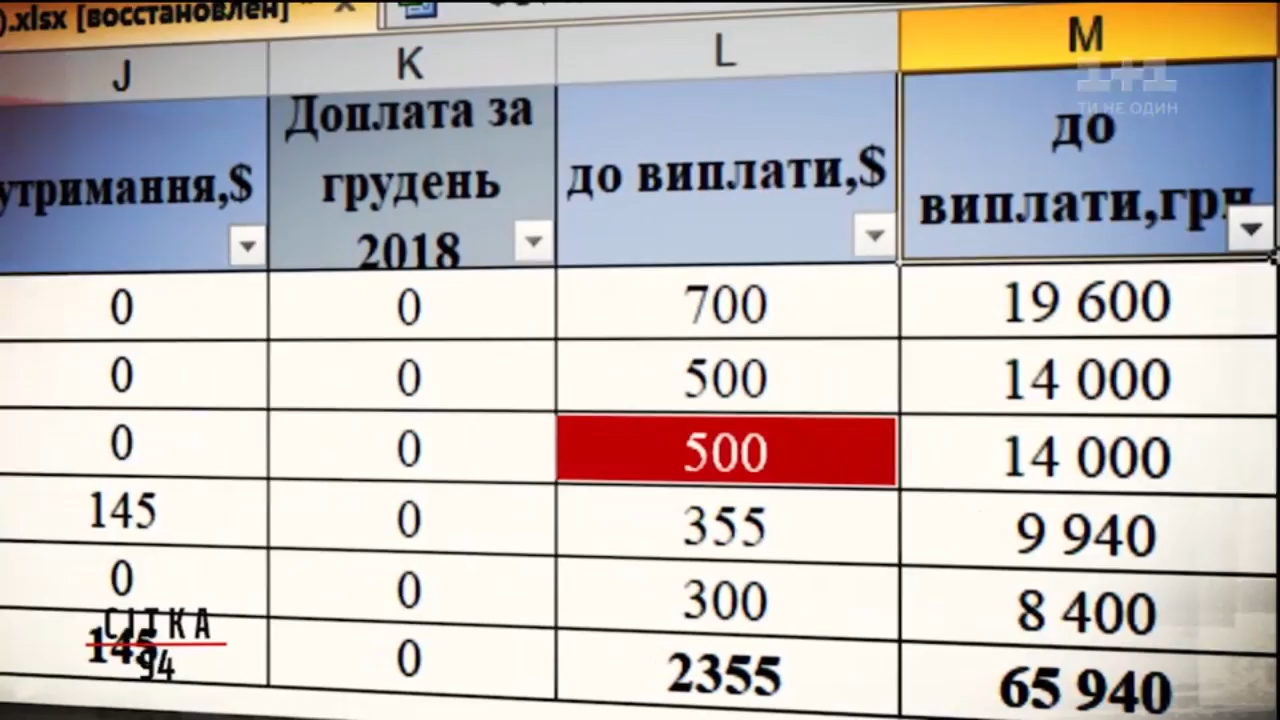 ).xlsx [восстановлен]
J K L M
1+1
ТИ НЕ ОДИН
утримання,$
Доплата за
грудень
2018
до виплати,$
до
виплати,грн
0 0 700 19 600
0 0 500 14 000
0 0 500 14 000
145 0 355 9 940
0 0 300 8 400
145 0 2355 65 940
СІТКА
94